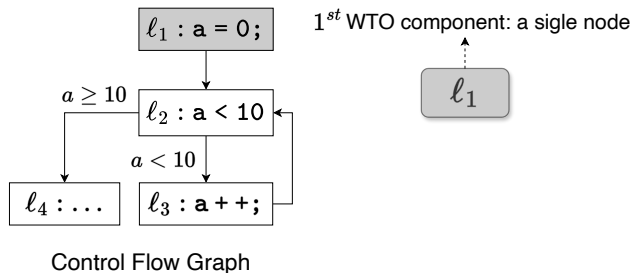 ℓ₁ : a = 0;
1ˢᵗ WTO component: a sigle node
ℓ₁
a ≥ 10
ℓ₂ : a < 10
a < 10
ℓ₄ : ...
ℓ₃ : a + +;
Control Flow Graph